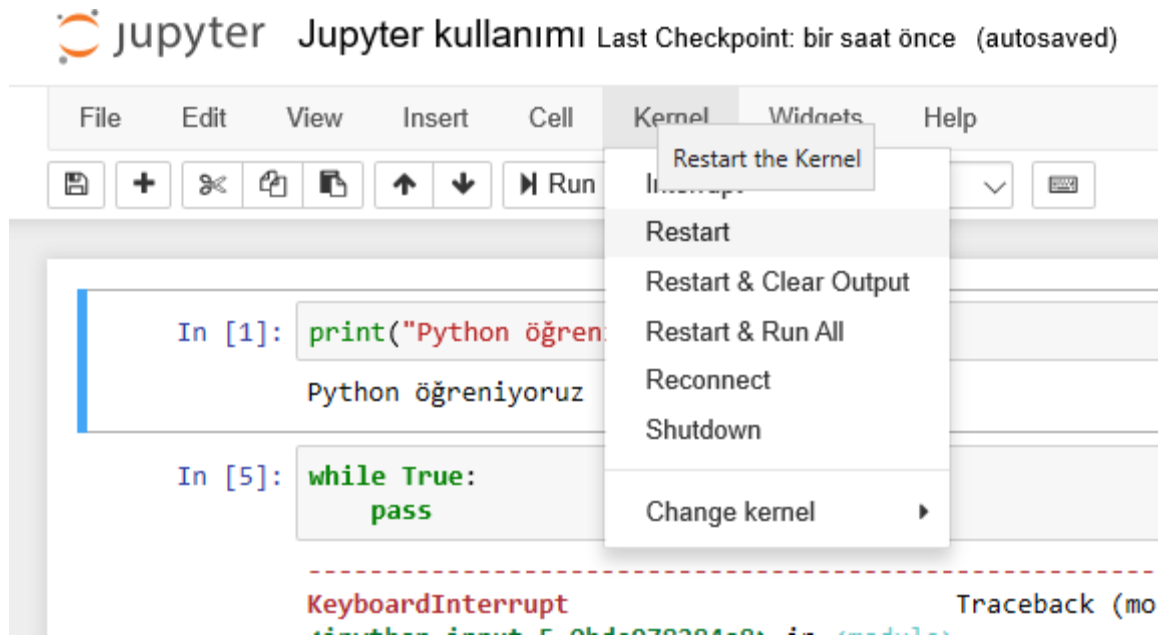 jupyter Jupyter kullanımı Last Checkpoint: bir saat önce (autosaved)
File Edit View Insert Cell Kernel Widgets Help
Restart the Kernel
Run
Interrupt
Restart
Restart & Clear Output
In [1]: print("Python öğren
Restart & Run All
Python öğreniyoruz
Reconnect
Shutdown
In [5]: while True:
pass
Change kernel
KeyboardInterrupt Traceback (mo